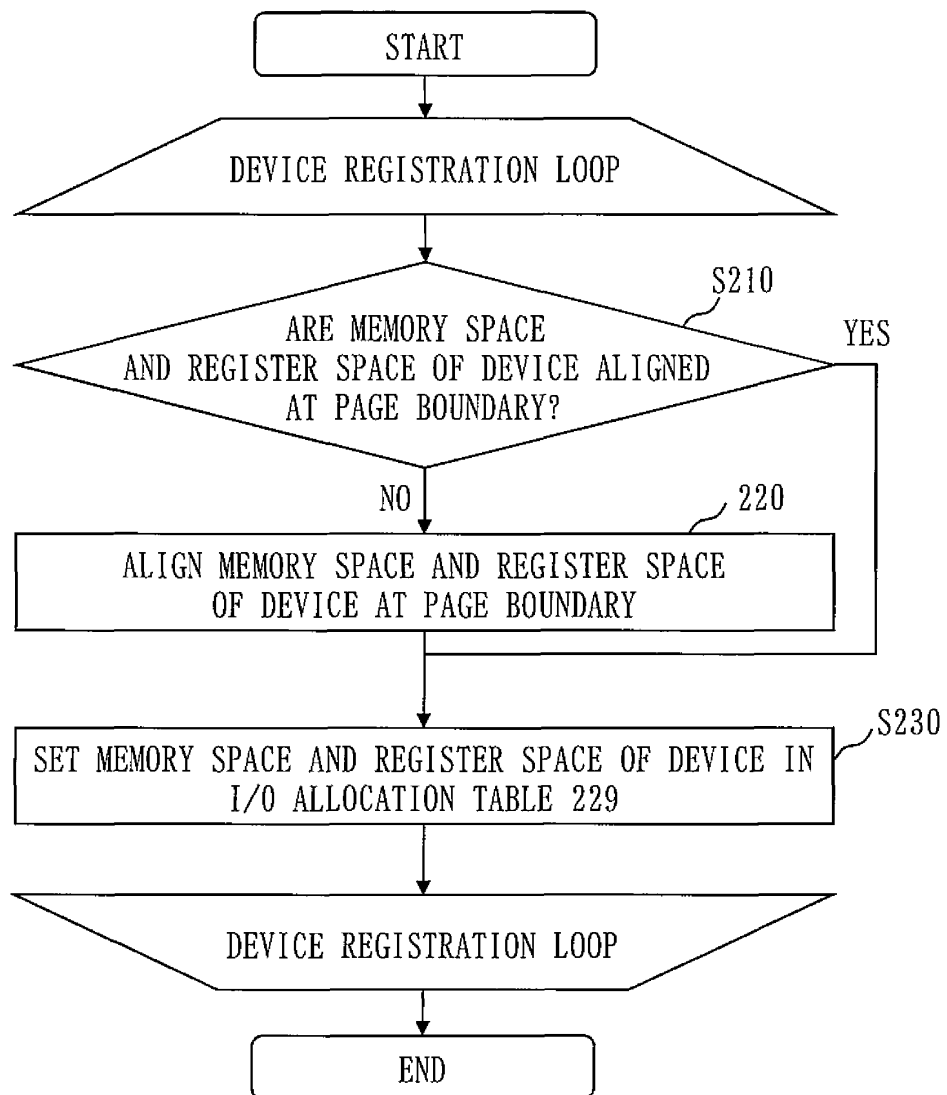 START
DEVICE REGISTRATION LOOP
S210
ARE MEMORY SPACE
AND REGISTER SPACE OF DEVICE ALIGNED
AT PAGE BOUNDARY?
YES
NO
220
ALIGN MEMORY SPACE AND REGISTER SPACE
OF DEVICE AT PAGE BOUNDARY
S230
SET MEMORY SPACE AND REGISTER SPACE OF DEVICE IN
I/O ALLOCATION TABLE 229
DEVICE REGISTRATION LOOP
END